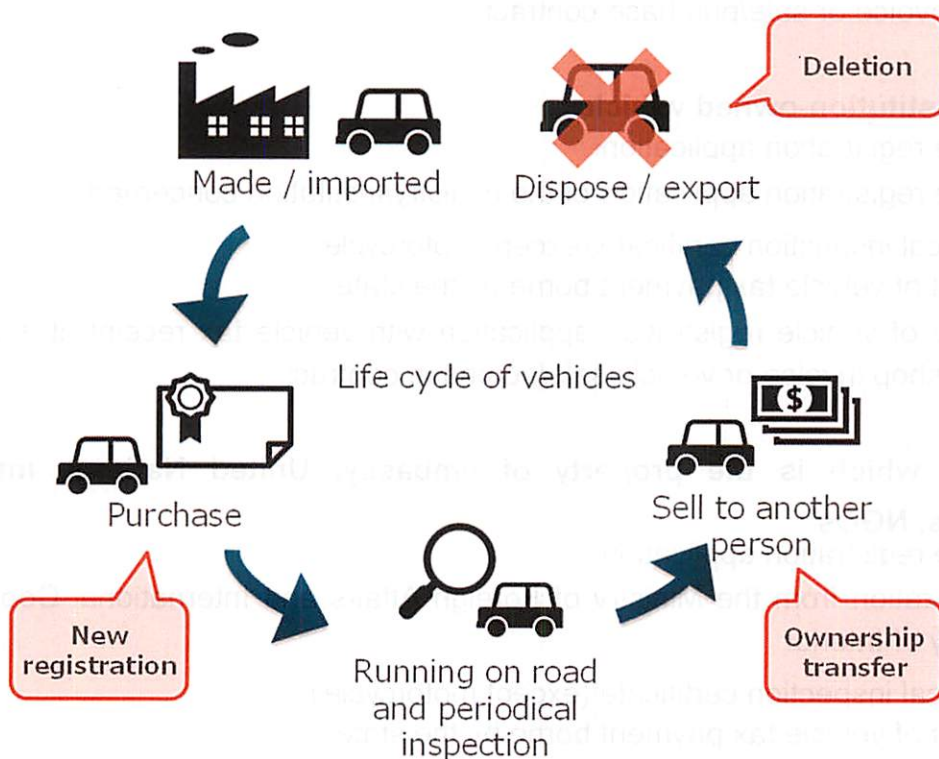 Deletion
Made / imported
Dispose / export
Life cycle of vehicles
$
Purchase
Sell to another
person
New
registration
Ownership
transfer
Running on road
and periodical
inspection